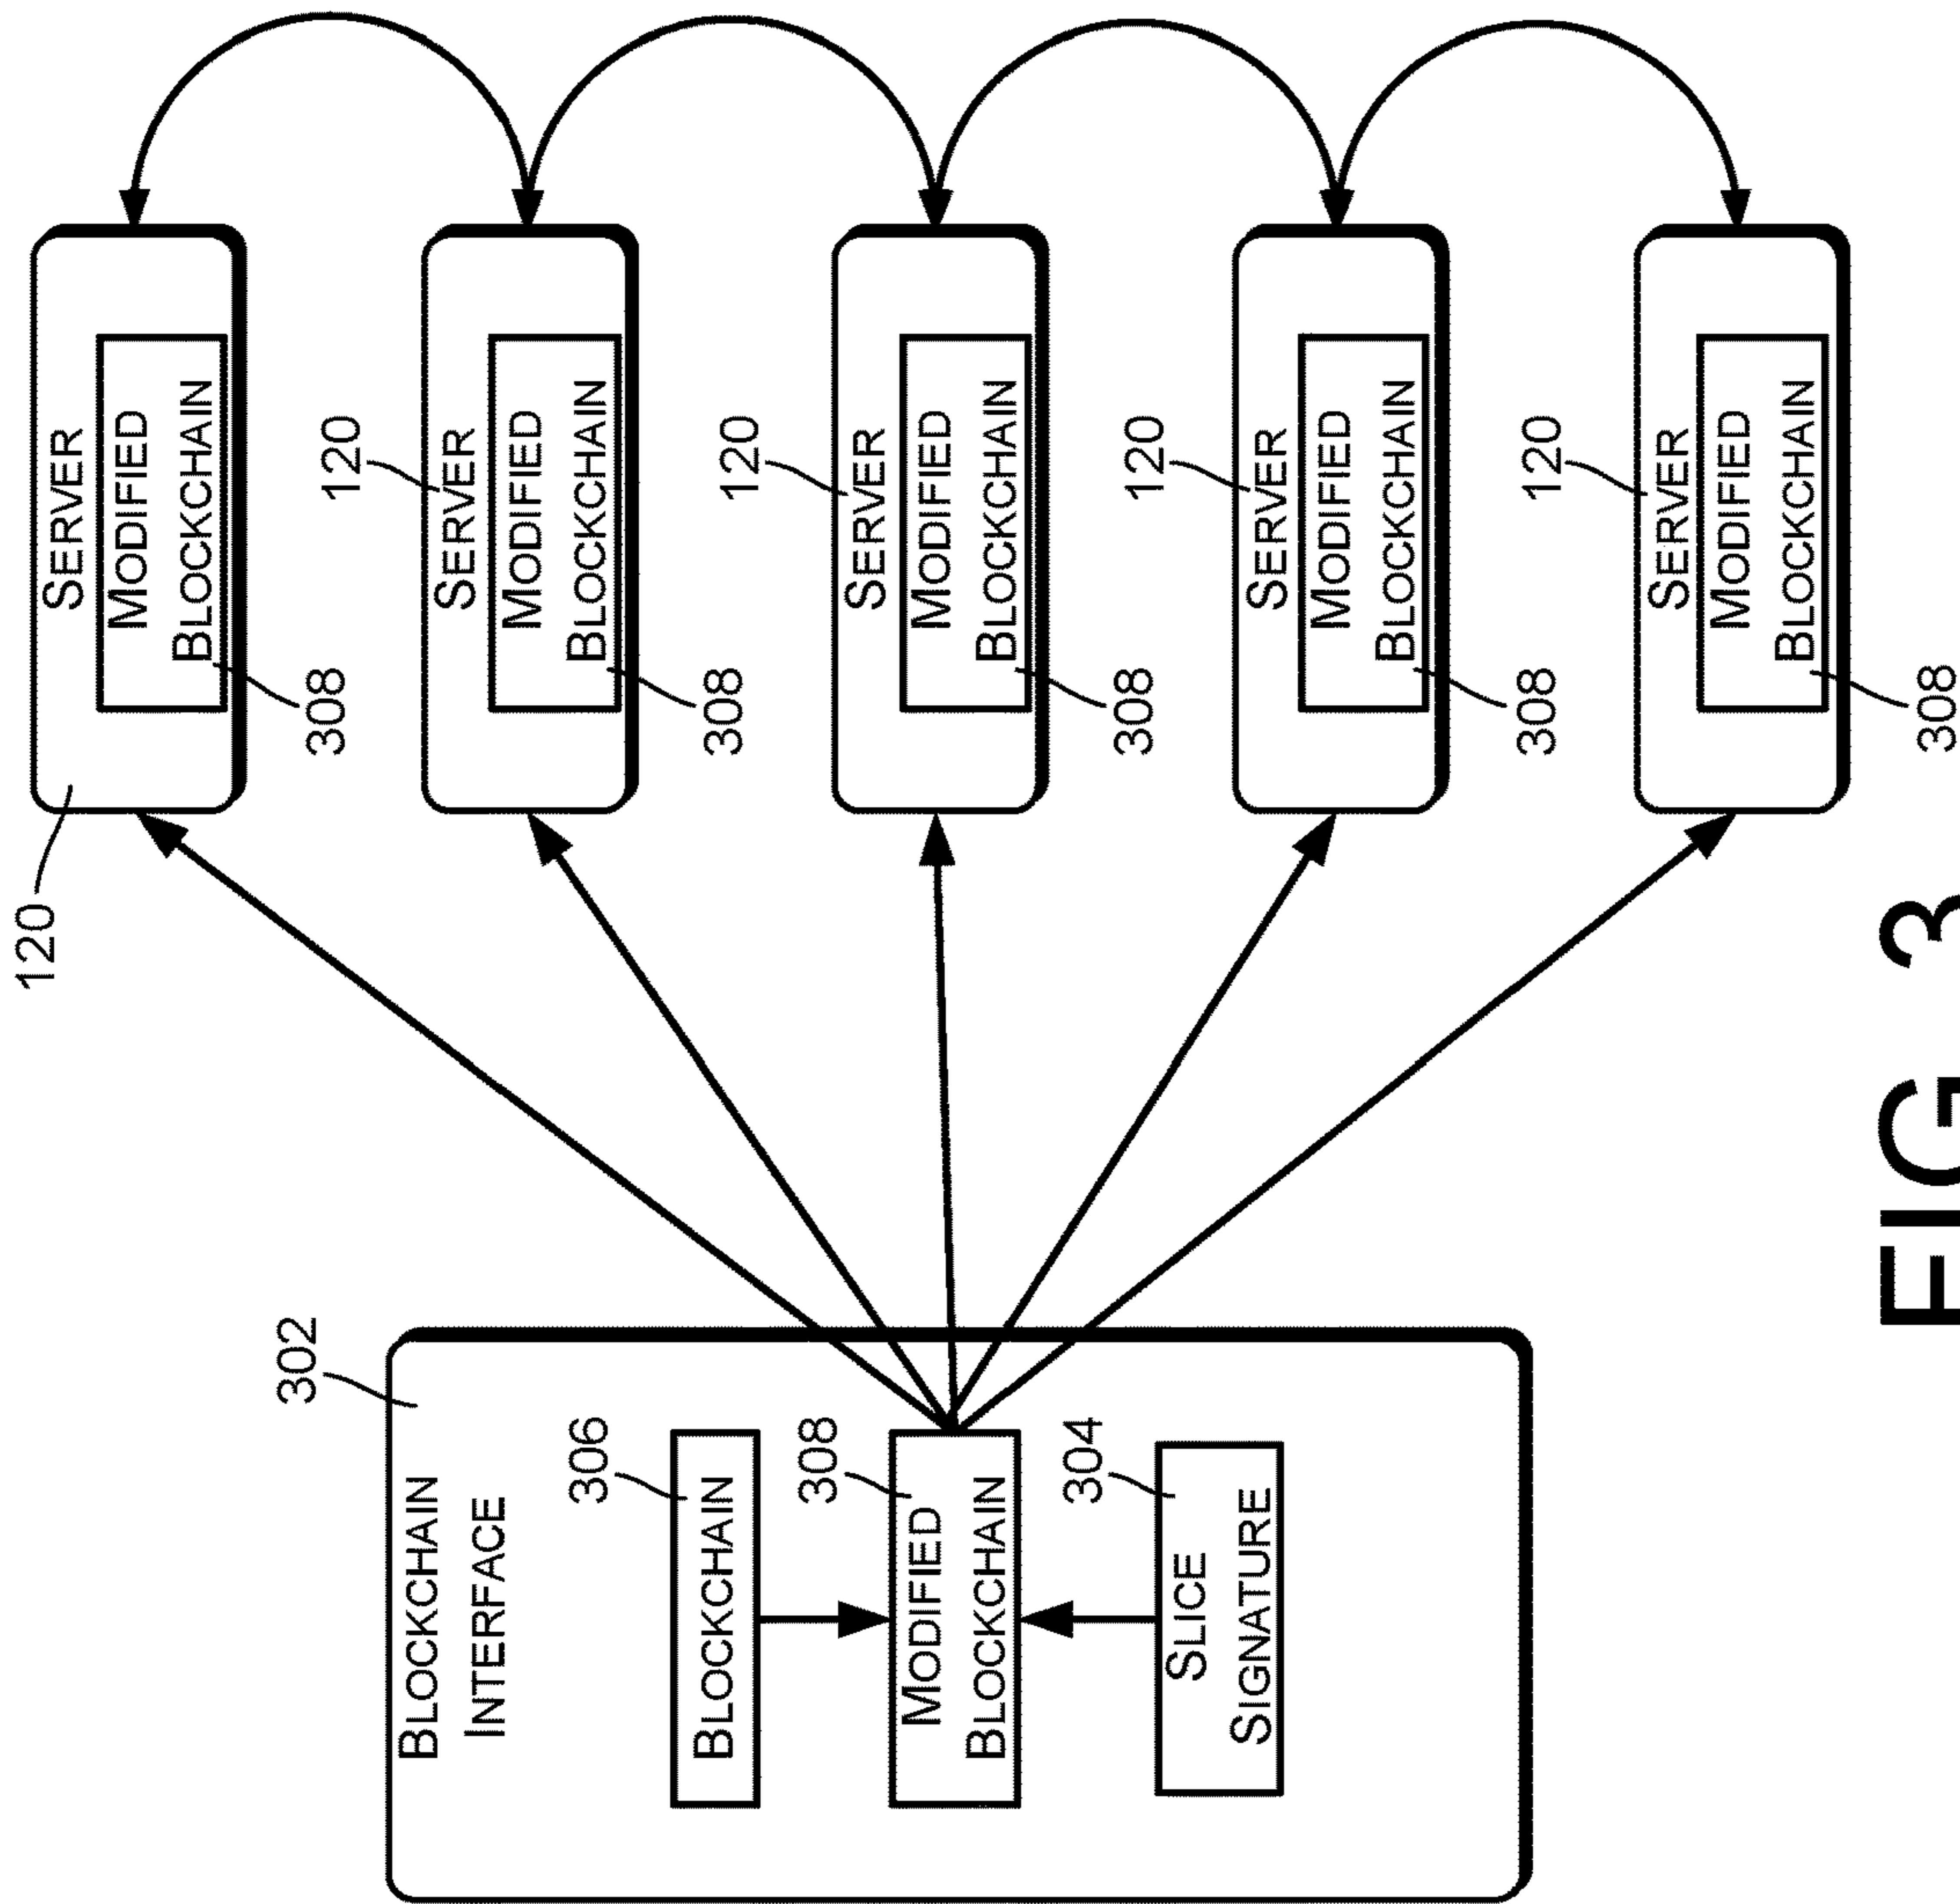 302
BLOCKCHAIN
INTERFACE
306
BLOCKCHAIN
308
MODIFIED
BLOCKCHAIN
304
SLICE
SIGNATURE
120
SERVER
MODIFIED
BLOCKCHAIN
308
120
SERVER
MODIFIED
BLOCKCHAIN
308
120
SERVER
MODIFIED
BLOCKCHAIN
308
120
SERVER
MODIFIED
BLOCKCHAIN
308
120
SERVER
MODIFIED
BLOCKCHAIN
308
FIG 3